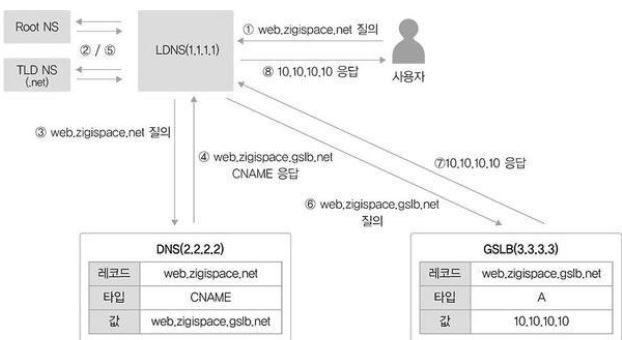 Root NS
② / ⑤
TLD NS
(.net)
LDNS(1.1.1.1)
① web.zigispace.net 질의
⑧ 10.10.10.10 응답
사용자
③ web.zigispace.net 질의
④ web.zigispace.gslb.net
CNAME 응답
⑦10.10.10.10 응답
⑥ web.zigispace.gslb.net
질의
DNS(2.2.2.2)
레코드 web.zigispace.net
타입 CNAME
값 web.zigispace.gslb.net
GSLB(3.3.3.3)
레코드 web.zigispace.gslb.net
타입 A
값 10.10.10.10